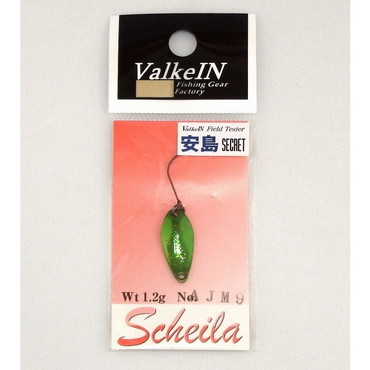 ValkeIN
Fishing Gear
Factory
ValkeIN Field Tester
安島 SECRET
Wt 1.2g No. AJM9
Scheila